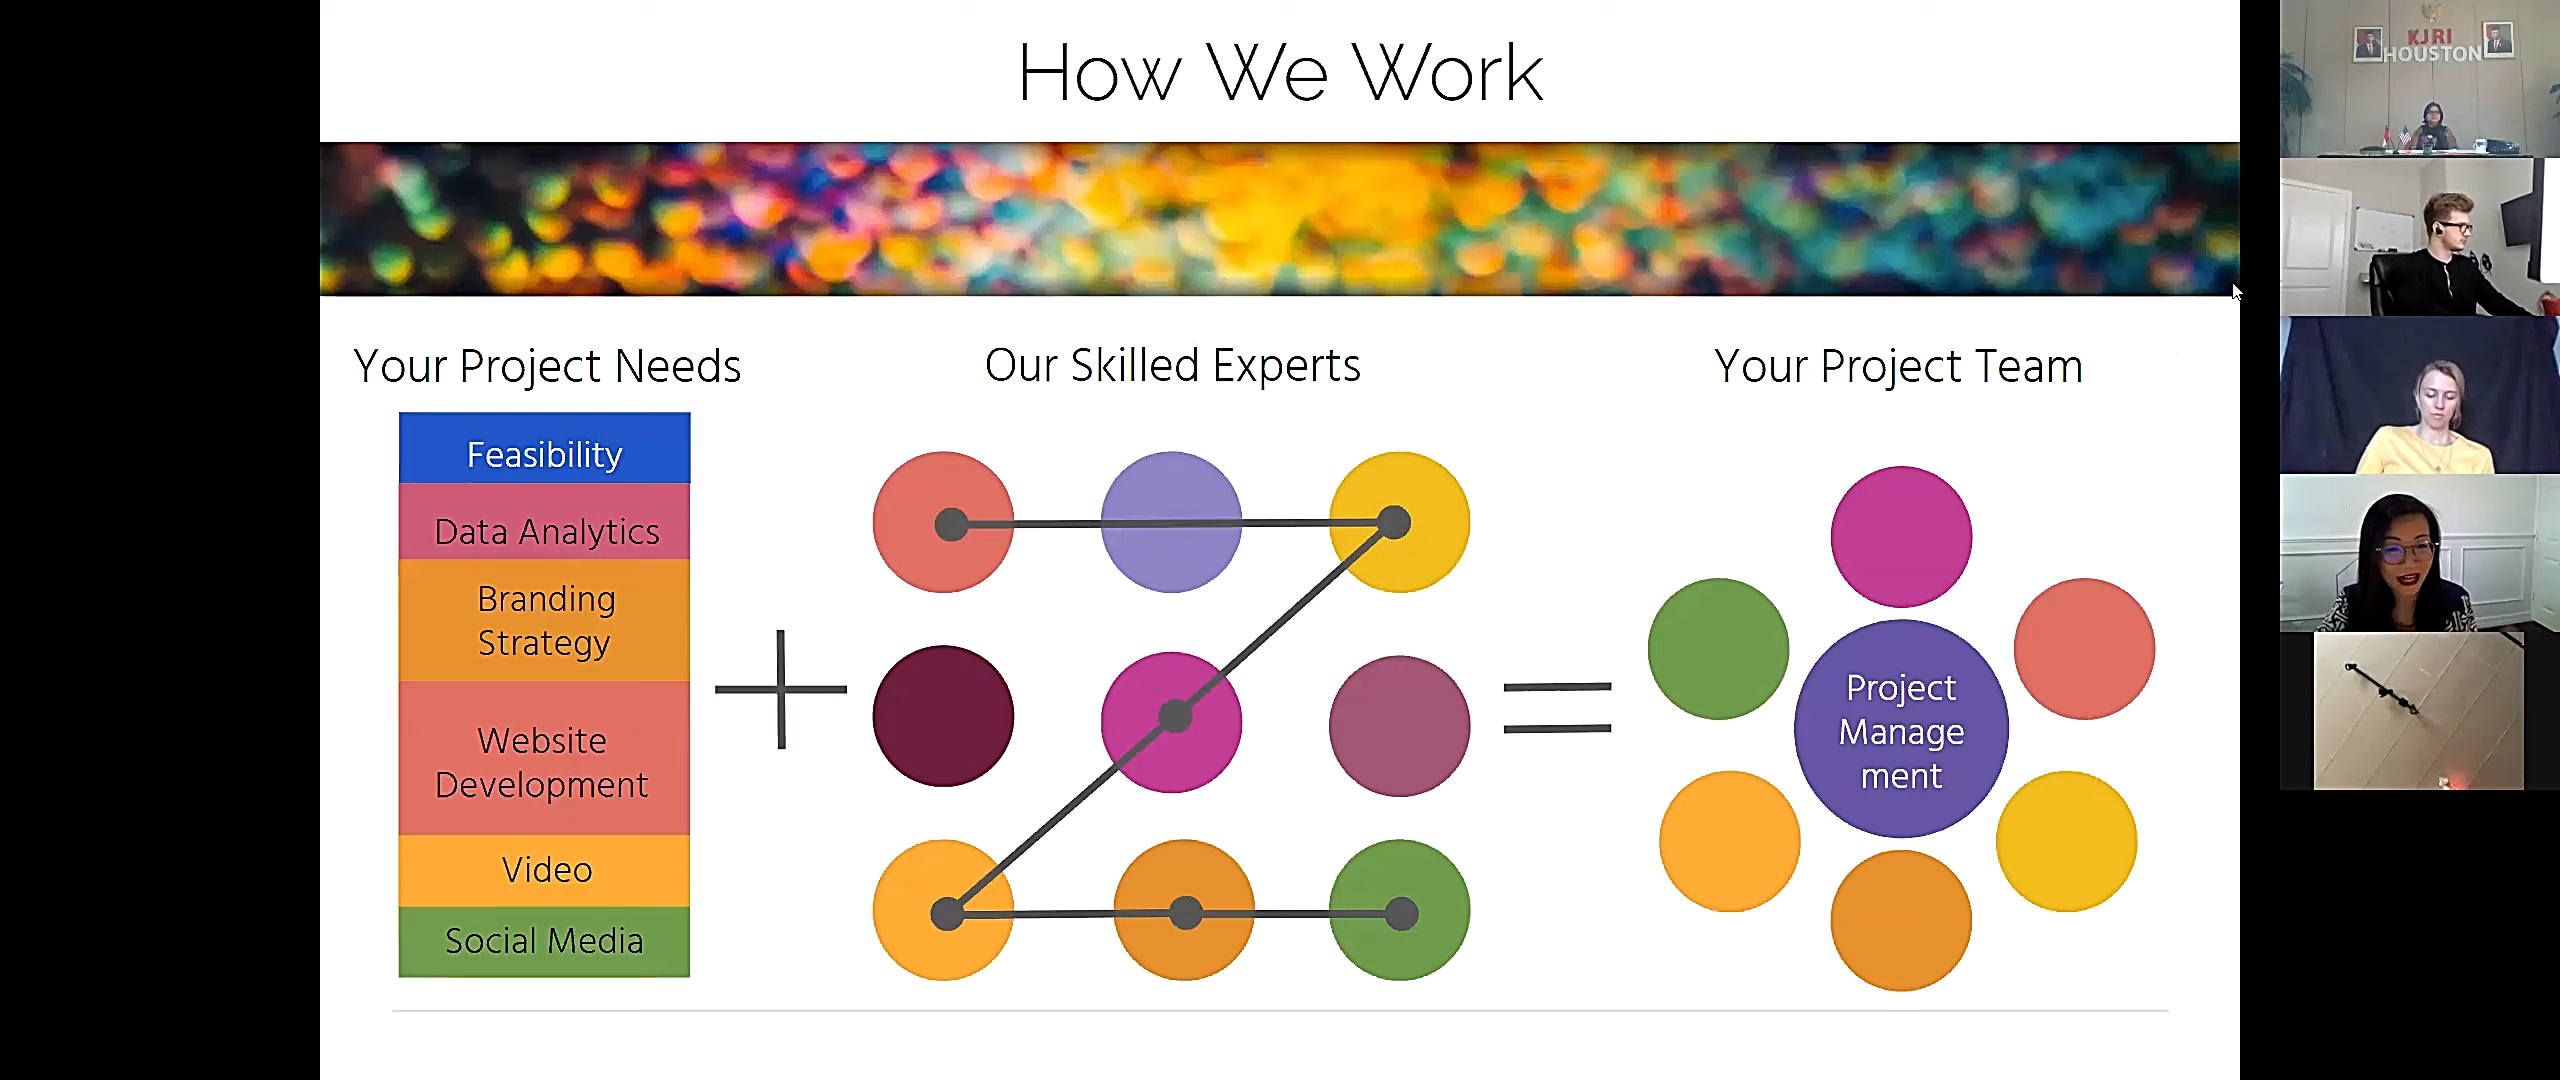 How We Work
Your Project Needs
Feasibility
Data Analytics
Branding
Strategy
Website
Development
Video
Social Media
Our Skilled Experts
Your Project Team
Project
Manage
ment
KJRI
HOUSTON